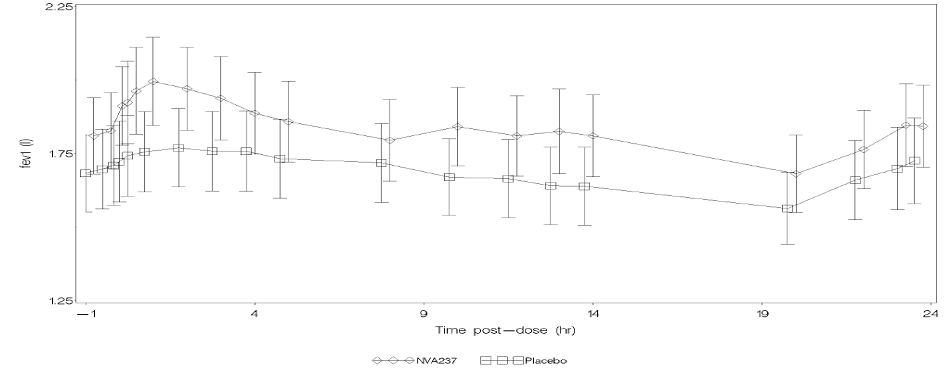 2.25
1.75
1.25
fev1 (l)
—1 4 9 14 19 24
Time post—dose (hr)
NVA237 Placebo